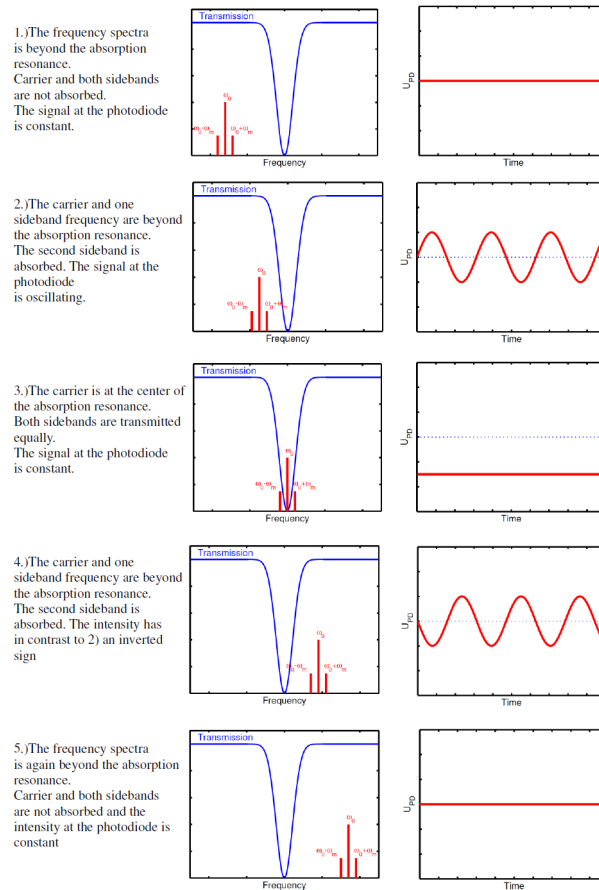 1.)The frequency spectra
is beyond the absorption
resonance.
Carrier and both sidebands
are not absorbed.
The signal at the photodiode
is constant.
Transmission
ω₀
ω₀-ωₘ ω₀+ωₘ
Frequency
U_PD
Time
2.)The carrier and one
sideband frequency are beyond
the absorption resonance.
The second sideband is
absorbed. The signal at the
photodiode
is oscillating.
Transmission
ω₀
ω₀-ωₘ ω₀+ωₘ
Frequency
U_PD
Time
3.)The carrier is at the center of
the absorption resonance.
Both sidebands are transmitted
equally.
The signal at the photodiode
is constant.
Transmission
ω₀
ω₀-ωₘ ω₀+ωₘ
Frequency
U_PD
Time
4.)The carrier and one
sideband frequency are beyond
the absorption resonance.
The second sideband is
absorbed. The intensity has
in contrast to 2) an inverted
sign
Transmission
ω₀
ω₀-ωₘ ω₀+ωₘ
Frequency
U_PD
Time
5.)The frequency spectra
is again beyond the absorption
resonance.
Carrier and both sidebands
are not absorbed and the
intensity at the photodiode is
constant
Transmission
ω₀
ω₀-ωₘ ω₀+ωₘ
Frequency
U_PD
Time